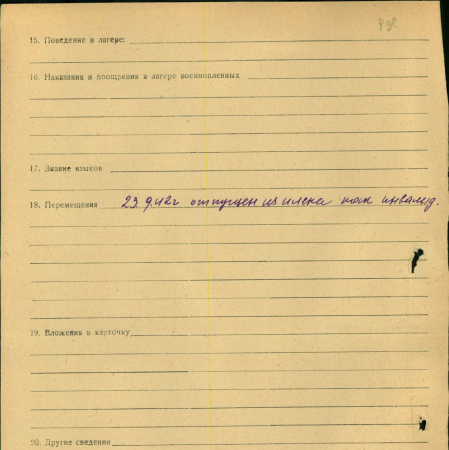 15. Поведение в лагере:
16. Наказания и поощрения в лагере военнопленных
17. Знание языков
18. Перемещения 23 9.42г отпущен из плена как инвалид.
19. Вложения в карточку
20. Другие сведения